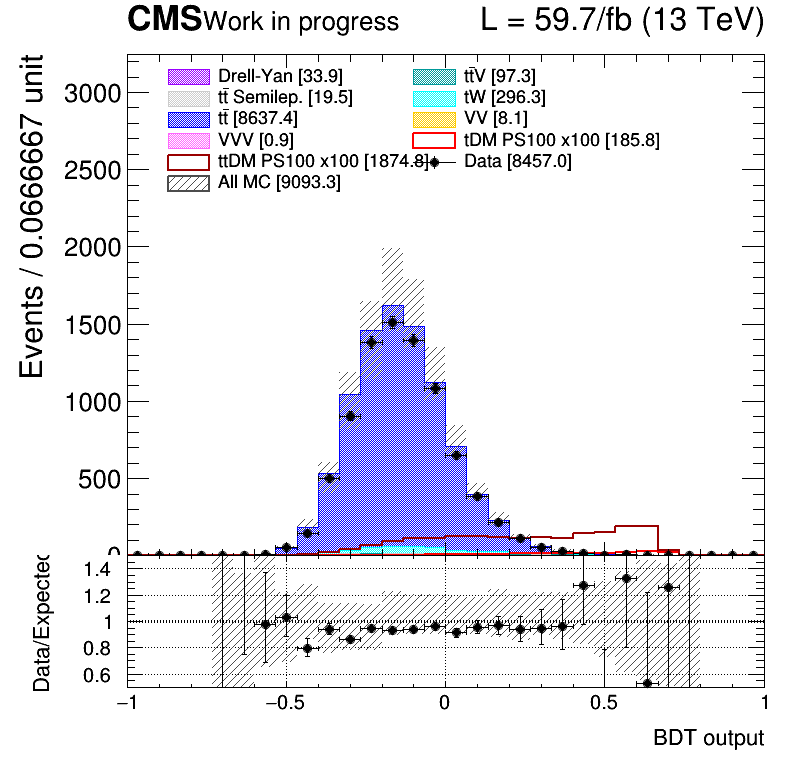 CMS Work in progress L = 59.7/fb (13 TeV)
Events / 0.0666667 unit
3000
2500
2000
1500
1000
500
0
Drell-Yan [33.9] tt̄V [97.3]
tt̄ Semilep. [19.5] tW [296.3]
tt̄ [8637.4] VV [8.1]
VVV [0.9] tDM PS100 x100 [185.8]
ttDM PS100 x100 [1874.8] Data [8457.0]
All MC [9093.3]
Data/Expected
1.4
1.2
1
0.8
0.6
−1 −0.5 0 0.5 1
BDT output